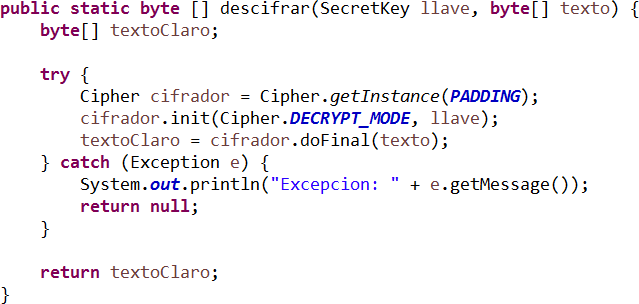 public static byte [] descifrar(SecretKey llave, byte[] texto) {
    byte[] textoClaro;

    try {
        Cipher cifrador = Cipher.getInstance(PADDING);
        cifrador.init(Cipher.DECRYPT_MODE, llave);
        textoClaro = cifrador.doFinal(texto);
    } catch (Exception e) {
        System.out.println("Excepcion: " + e.getMessage());
        return null;
    }

    return textoClaro;
}